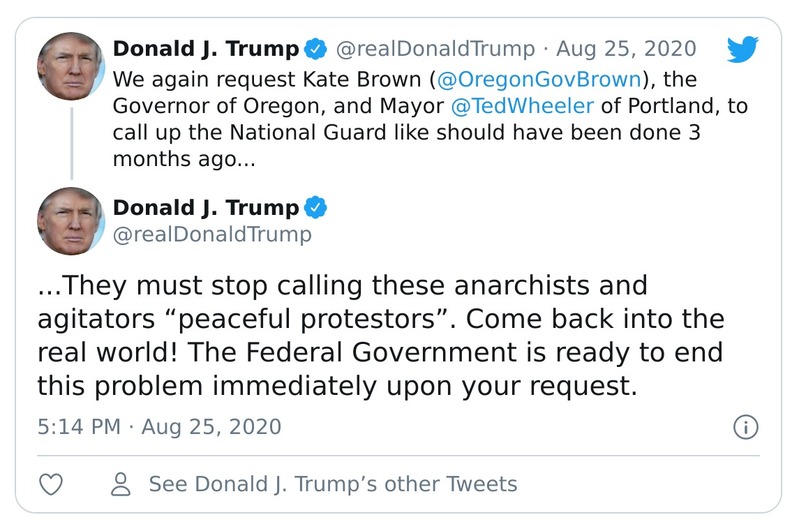 Donald J. Trump @realDonaldTrump · Aug 25, 2020
We again request Kate Brown (@OregonGovBrown), the
Governor of Oregon, and Mayor @TedWheeler of Portland, to
call up the National Guard like should have been done 3
months ago...
Donald J. Trump
@realDonaldTrump
...They must stop calling these anarchists and
agitators “peaceful protestors”. Come back into the
real world! The Federal Government is ready to end
this problem immediately upon your request.
5:14 PM · Aug 25, 2020
See Donald J. Trump’s other Tweets